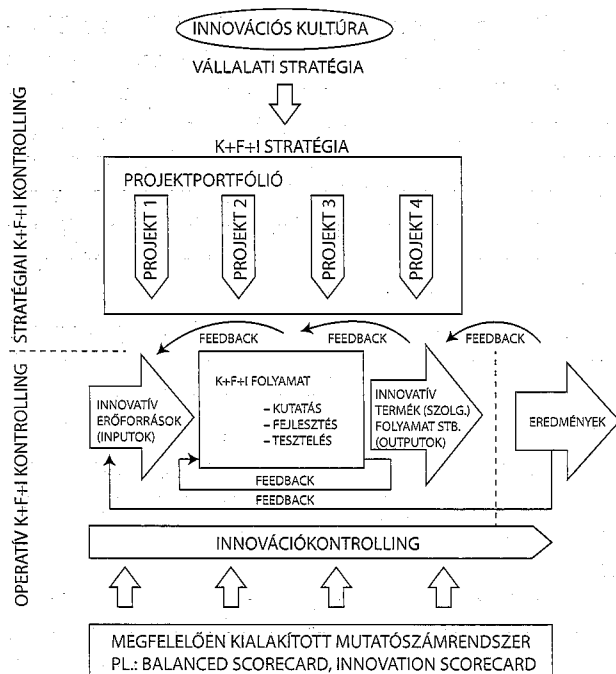 INNOVÁCIÓS KULTÚRA
VÁLLALATI STRATÉGIA
K+F+I STRATÉGIA
PROJEKTPORTFÓLIÓ
PROJEKT 1
PROJEKT 2
PROJEKT 3
PROJEKT 4
STRATÉGIAI K+F+I KONTROLLING
FEEDBACK
FEEDBACK
FEEDBACK
INNOVATÍV
ERŐFORRÁSOK
(INPUTOK)
K+F+I FOLYAMAT
– KUTATÁS
– FEJLESZTÉS
– TESZTELÉS
INNOVATÍV
TERMÉK (SZOLG.)
FOLYAMAT STB.
(OUTPUTOK)
EREDMÉNYEK
FEEDBACK
FEEDBACK
OPERATÍV K+F+I KONTROLLING
INNOVÁCIÓKONTROLLING
MEGFELELŐEN KIALAKÍTOTT MUTATÓSZÁMRENDSZER
PL.: BALANCED SCORECARD, INNOVATION SCORECARD